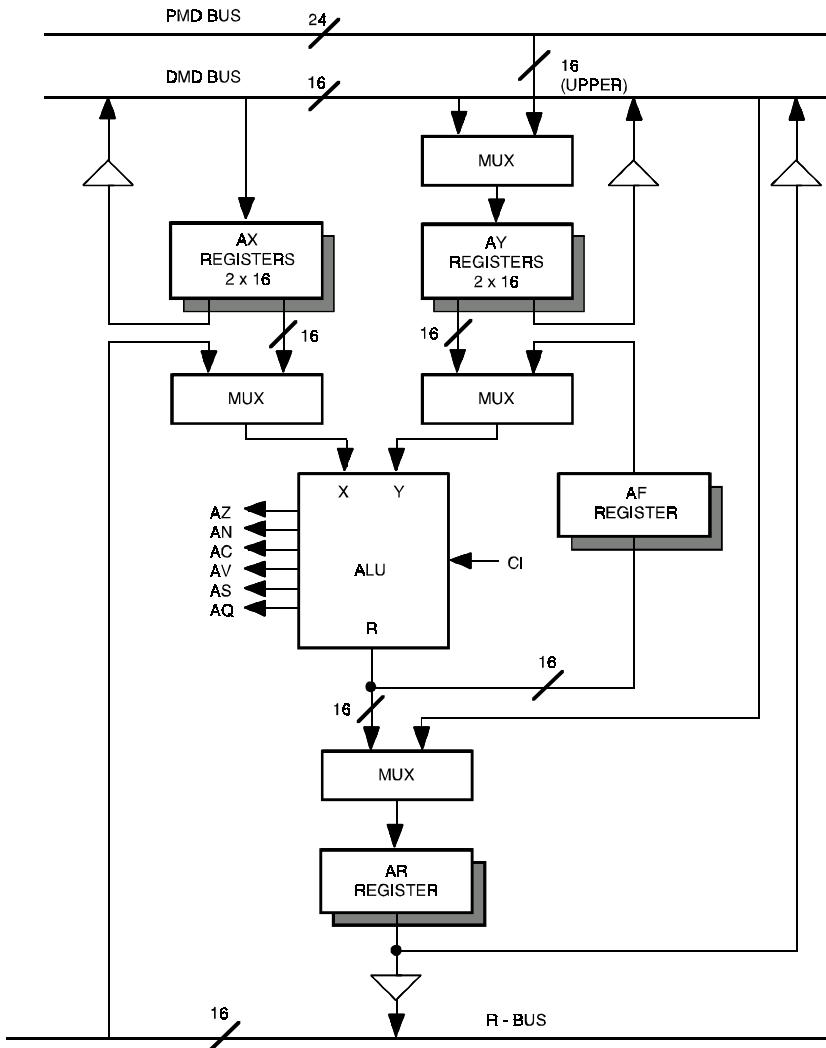 PMD BUS
24
16
(UPPER)
DMD BUS
16
MUX
AX
REGISTERS
2 x 16
AY
REGISTERS
2 x 16
16
16
MUX
MUX
X
Y
AF
REGISTER
AZ
AN
AC
AV
AS
AQ
ALU
CI
R
16
16
MUX
AR
REGISTER
16
R - BUS